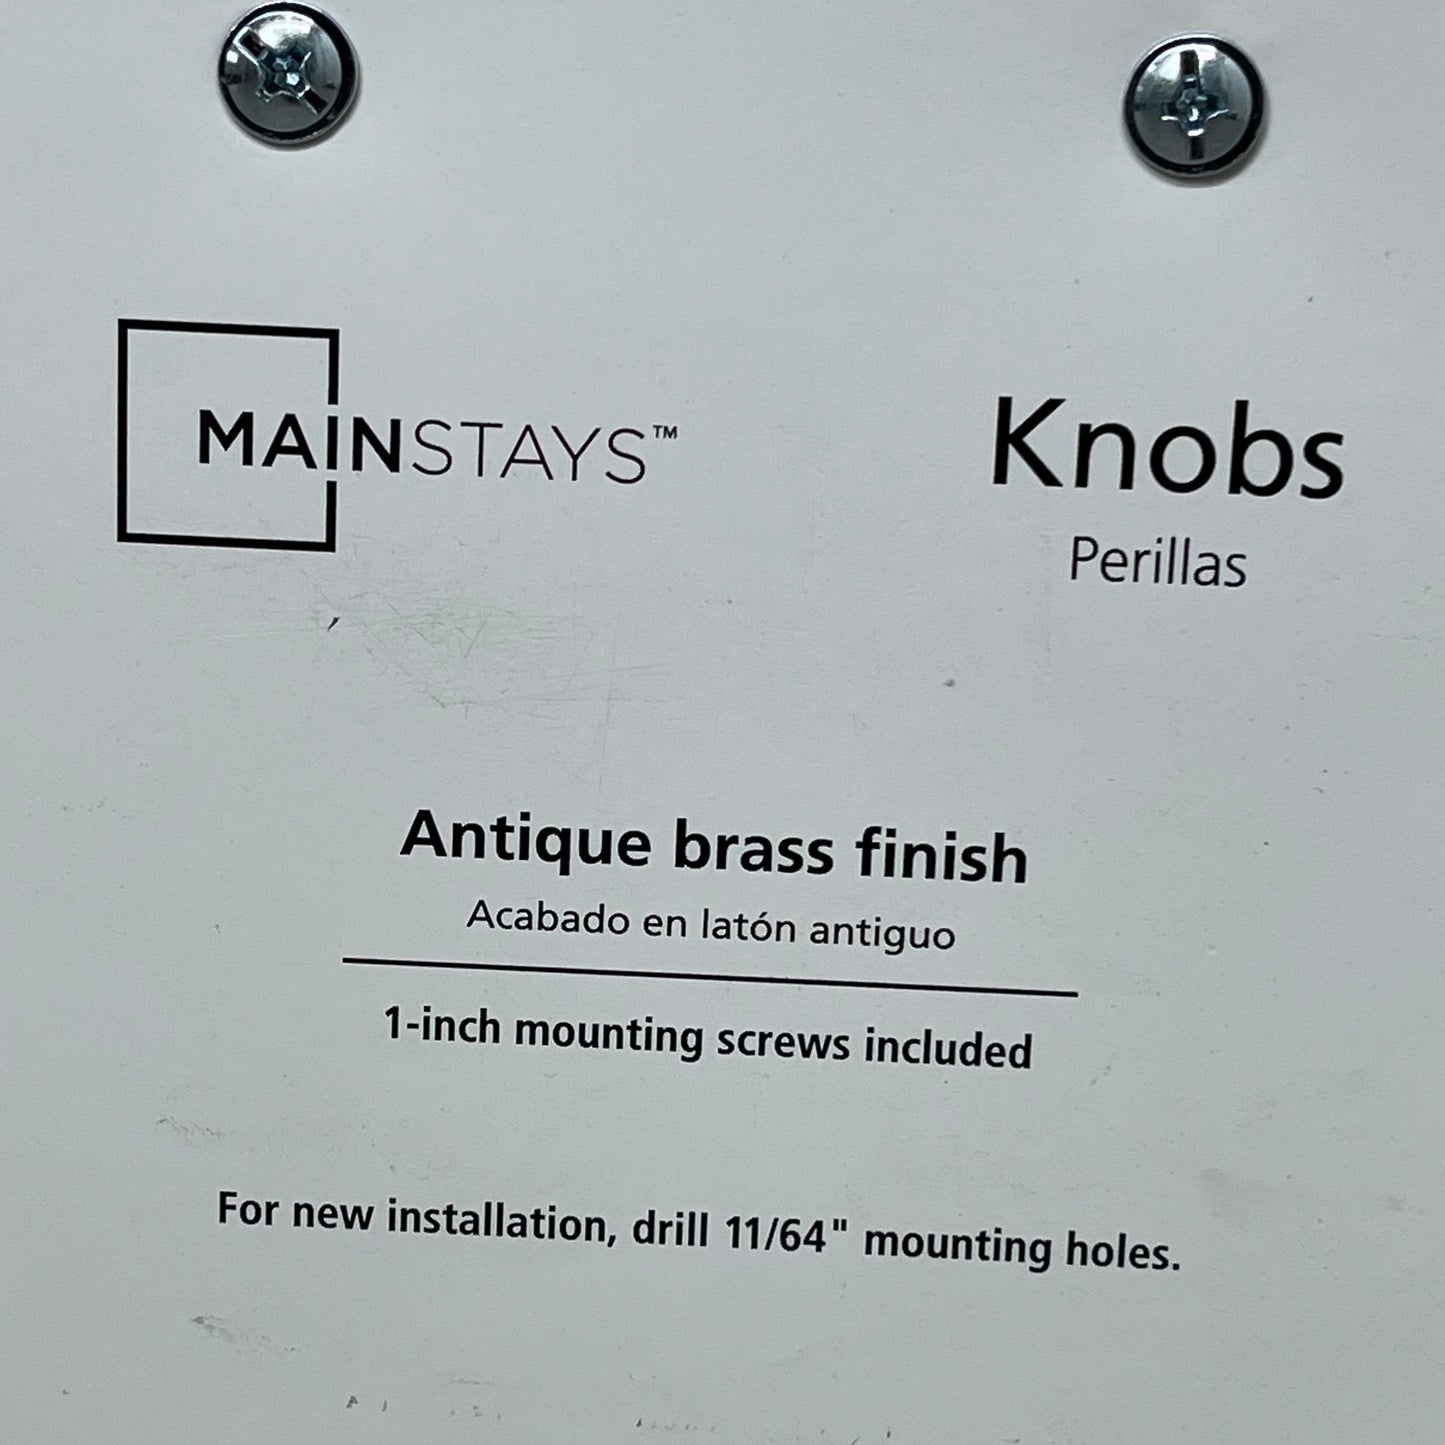 MAINSTAYS™
Knobs
Perillas
Antique brass finish
Acabado en latón antiguo
1-inch mounting screws included
For new installation, drill 11/64" mounting holes.